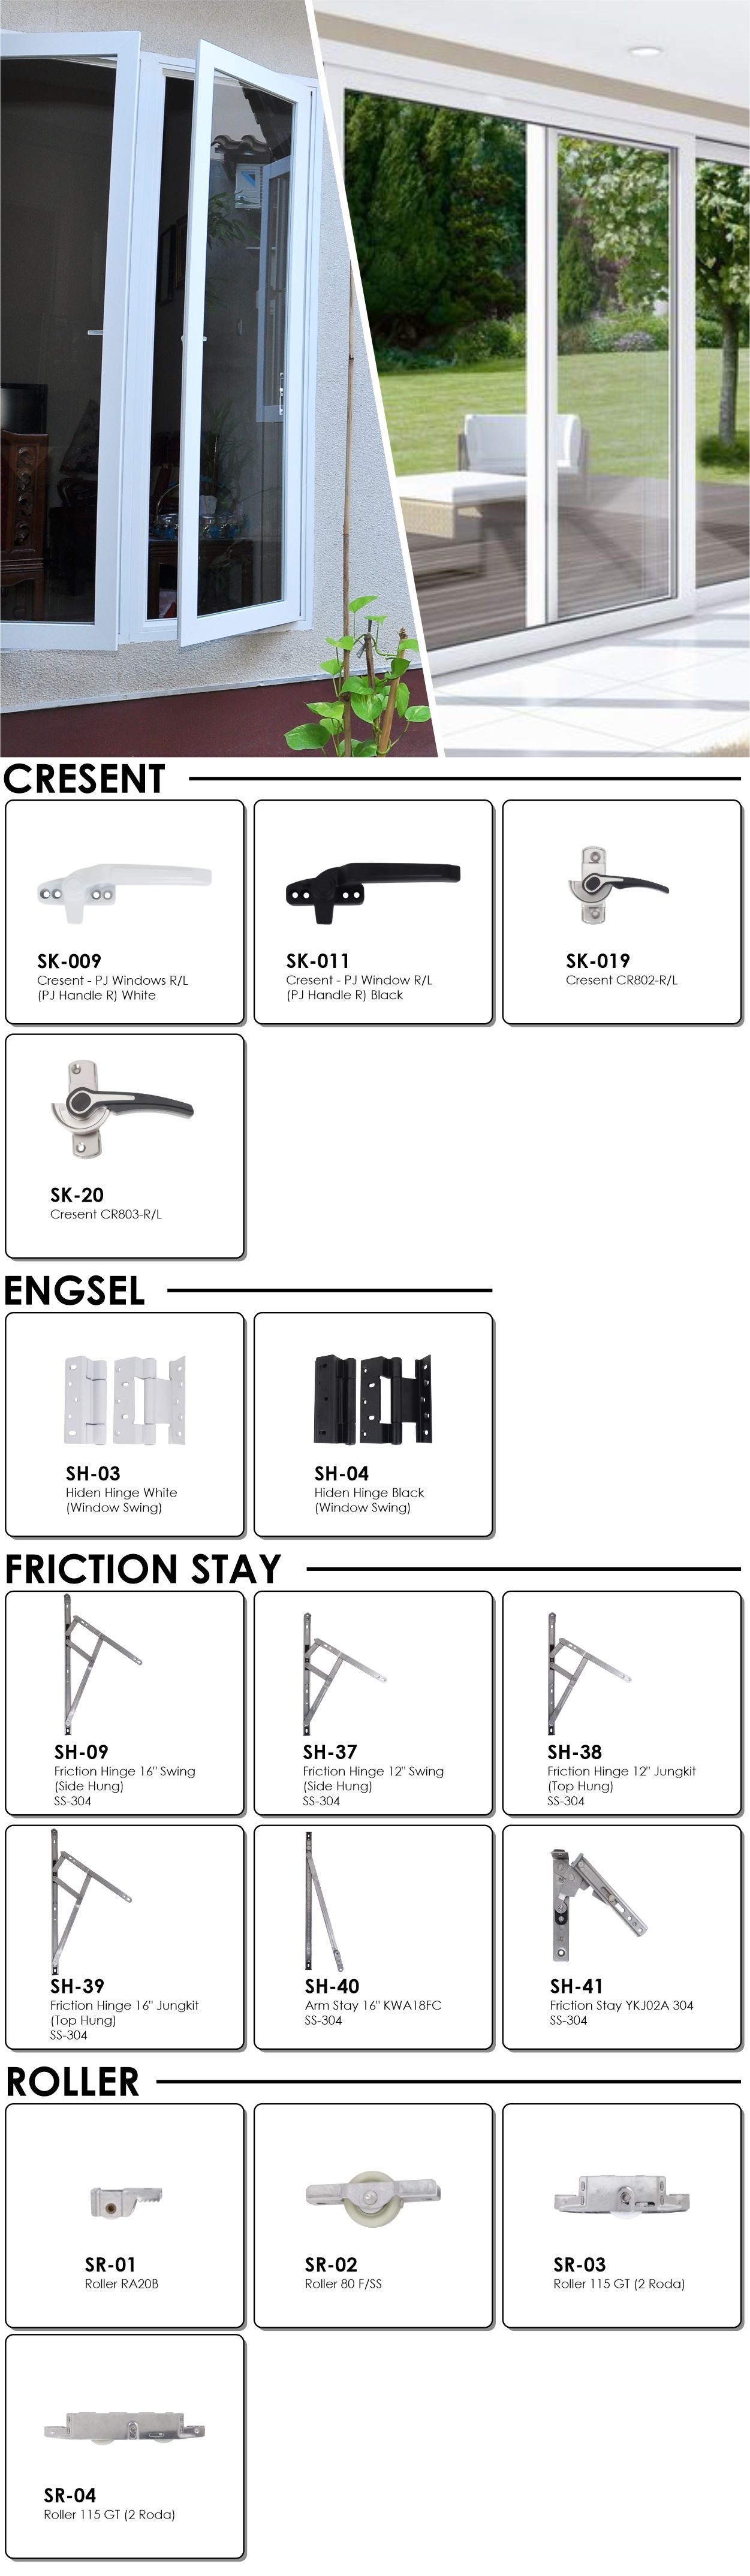 CRESENT
SK-009
Cresent - PJ Windows R/L
(PJ Handle R) White
SK-011
Cresent - PJ Window R/L
(PJ Handle R) Black
SK-019
Cresent CR802-R/L
SK-20
Cresent CR803-R/L
ENGSEL
SH-03
Hiden Hinge White
(Window Swing)
SH-04
Hiden Hinge Black
(Window Swing)
FRICTION STAY
SH-09
Friction Hinge 16" Swing
(Side Hung)
SS-304
SH-37
Friction Hinge 12" Swing
(Side Hung)
SS-304
SH-38
Friction Hinge 12" Jungkit
(Top Hung)
SS-304
SH-39
Friction Hinge 16" Jungkit
(Top Hung)
SS-304
SH-40
Arm Stay 16" KWA18FC
SS-304
SH-41
Friction Stay YKJ02A 304
SS-304
ROLLER
SR-01
Roller RA20B
SR-02
Roller 80 F/SS
SR-03
Roller 115 GT (2 Roda)
SR-04
Roller 115 GT (2 Roda)